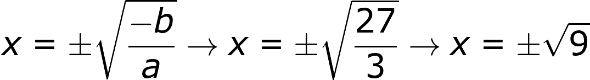 x = ±√(−b/a) → x = ±√(27/3) → x = ±√9